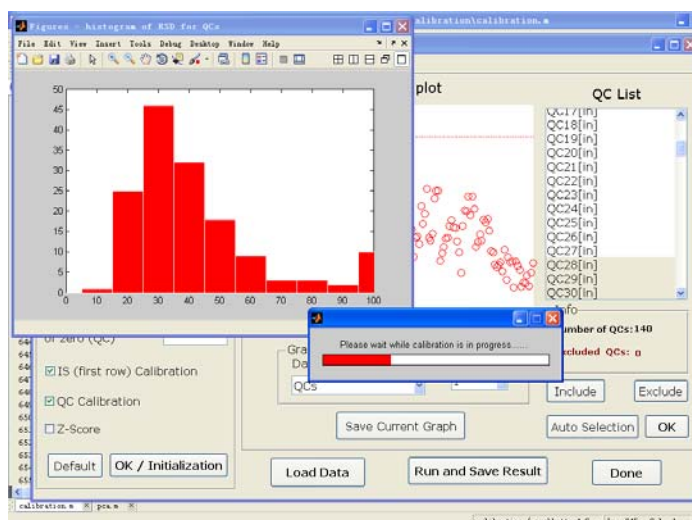 Figures - histogram of RSD for QCs
File Edit View Insert Tools Debug Desktop Window Help
50
45
40
35
30
25
20
15
10
5
0
0 10 20 30 40 50 60 70 80 90 100
alibration\calibration.m
plot
QC List
QC17[in]
QC18[in]
QC19[in]
QC20[in]
QC21[in]
QC22[in]
QC23[in]
QC24[in]
QC25[in]
QC26[in]
QC27[in]
QC28[in]
QC29[in]
QC30[in]
Info
umber of QCs:140
xcluded QCs: 0
Please wait while calibration is in progress......
of zero (QC)
IS (first row) Calibration
QC Calibration
Z-Score
Default
OK / Initialization
Gra
Da
QCs
Save Current Graph
Include
Exclude
Auto Selection
OK
Load Data
Run and Save Result
Done
calibration.m
pca.m